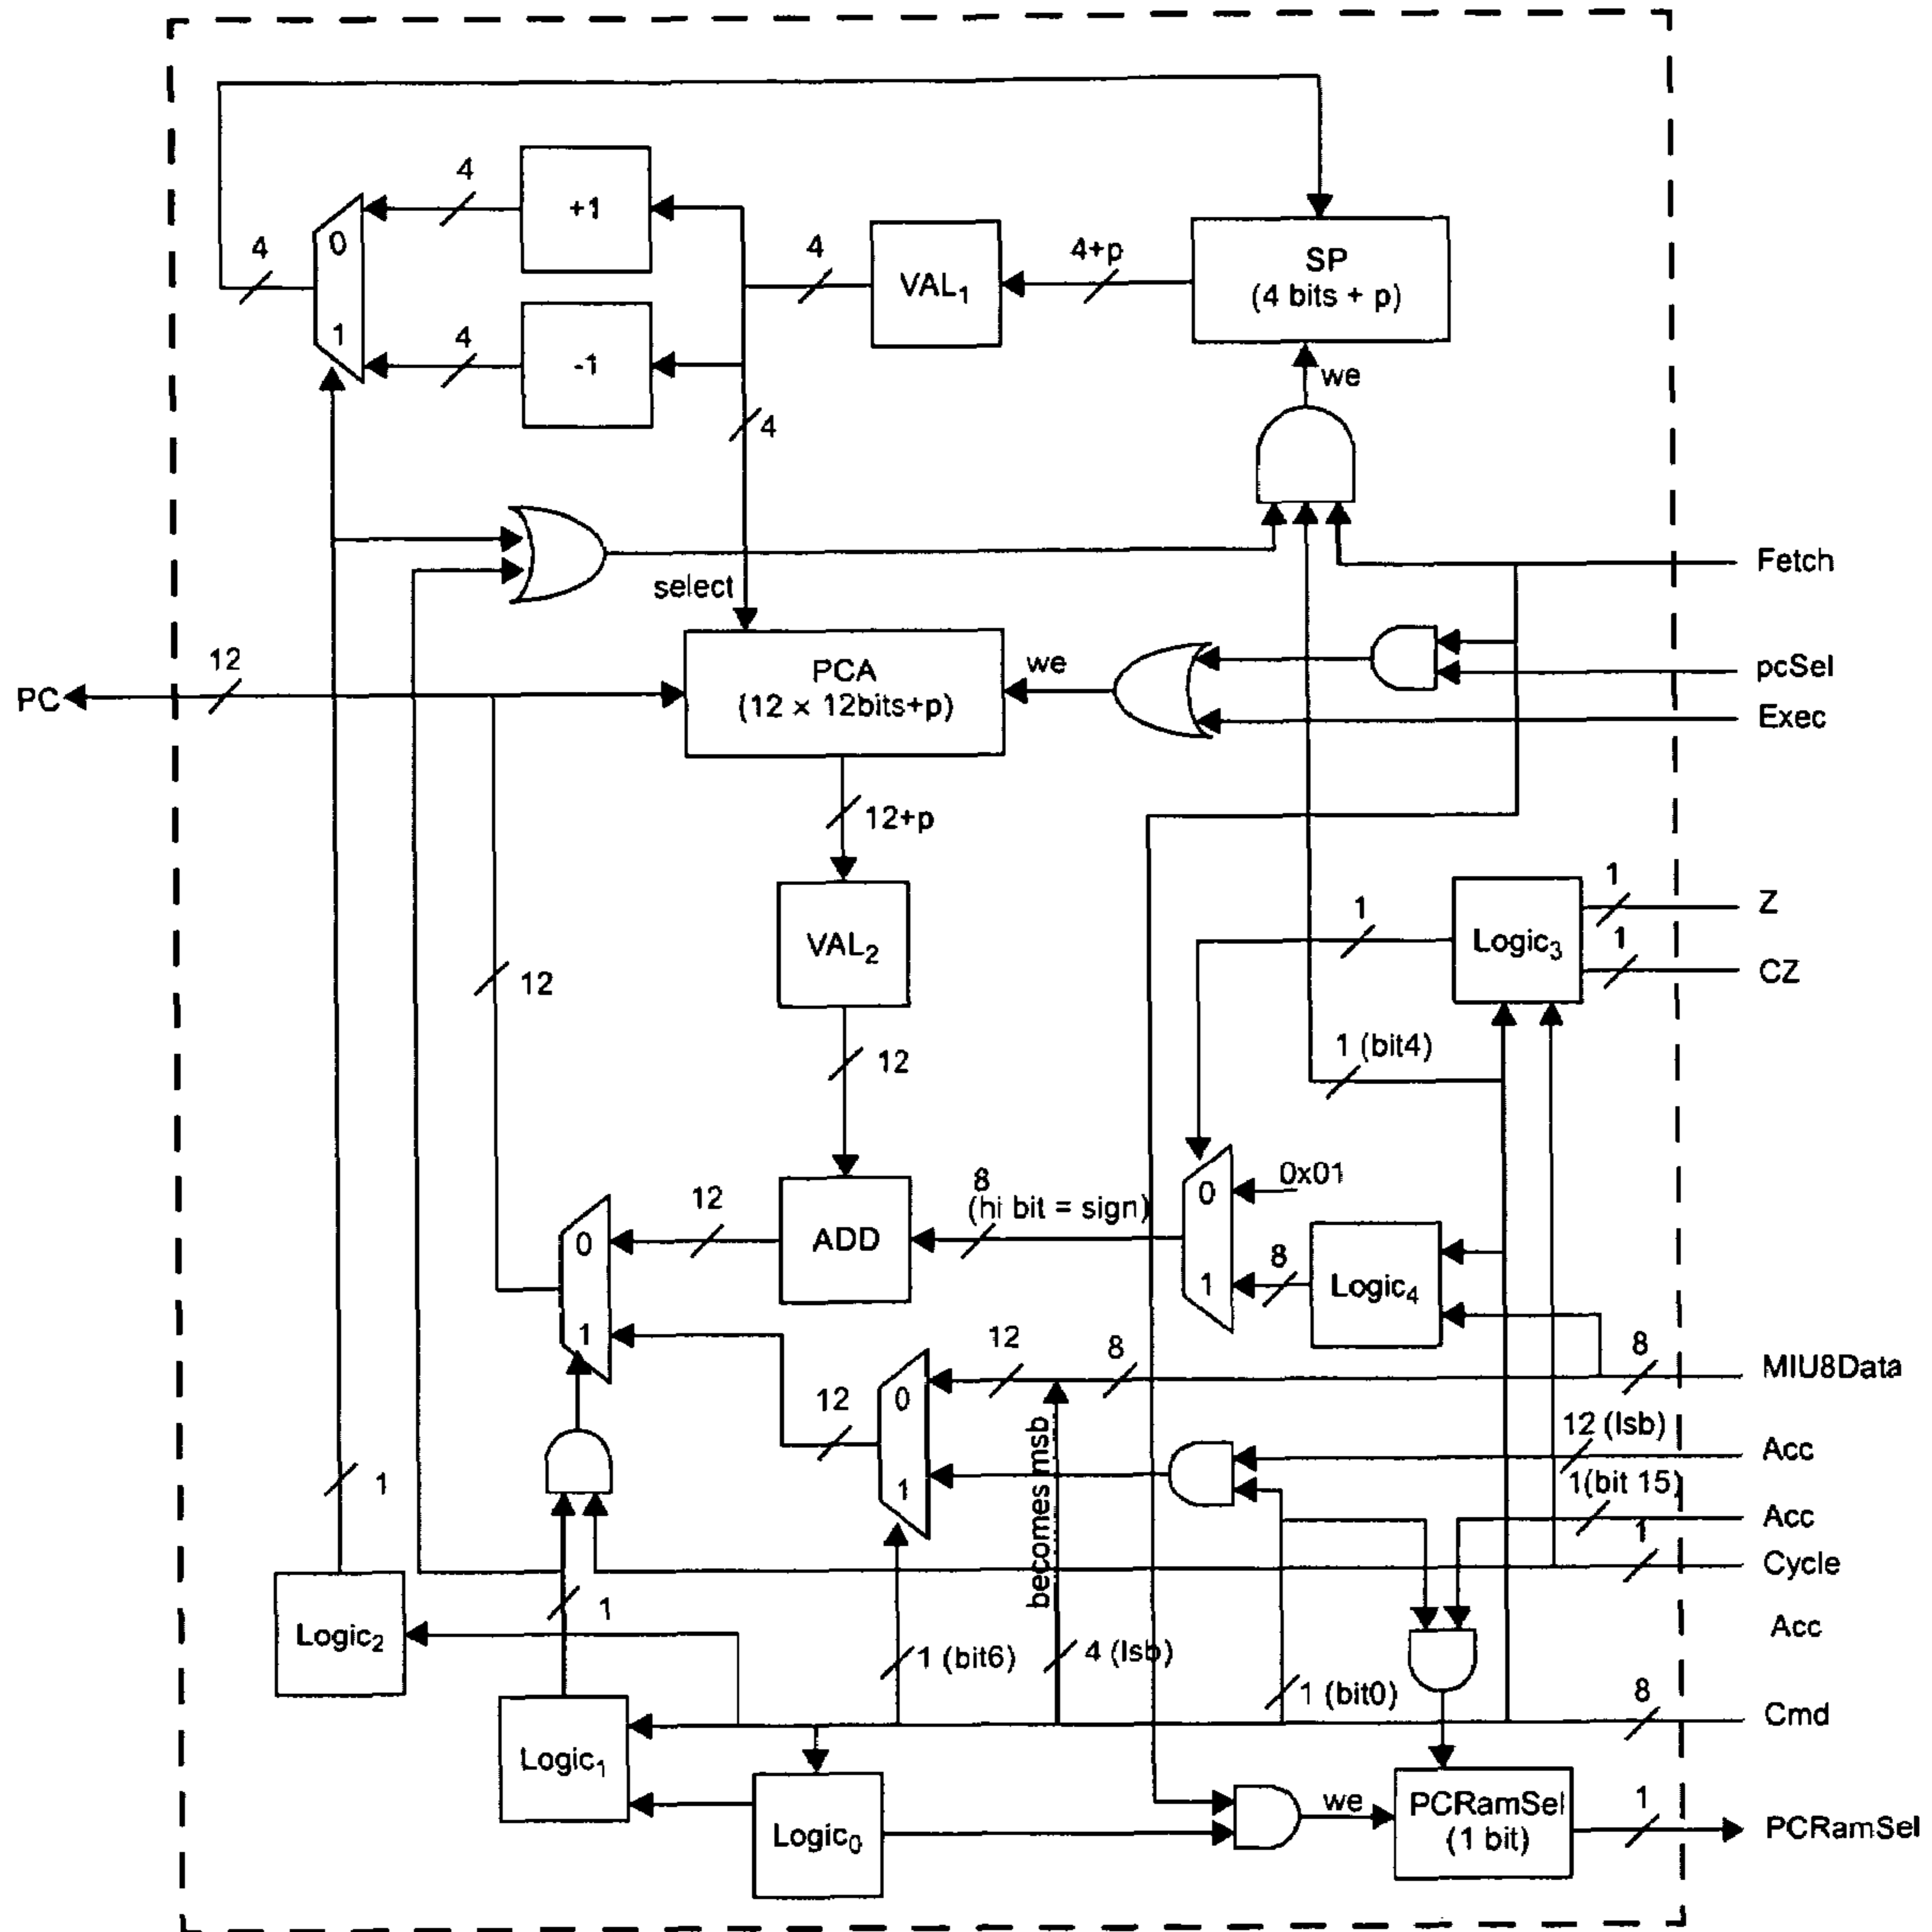 4
+1
0
4
4
4+p
SP
(4 bits + p)
VAL1
1
4
-1
we
4
select
Fetch
12
PCA
(12 × 12bits+p)
we
pcSel
PC
Exec
12+p
1
Z
1
VAL2
Logic3
1
CZ
12
1 (bit4)
12
8
(hi bit = sign)
0
0x01
12
0
ADD
8
1
Logic4
1
12
8
8
MIU8Data
12
0
becomes msb
12 (lsb)
Acc
1
1(bit 15)
1
Acc
1
Cycle
1
Logic2
Acc
1 (bit6)
4 (lsb)
1 (bit0)
8
Cmd
Logic1
we
PCRamSel
(1 bit)
1
PCRamSel
Logic0